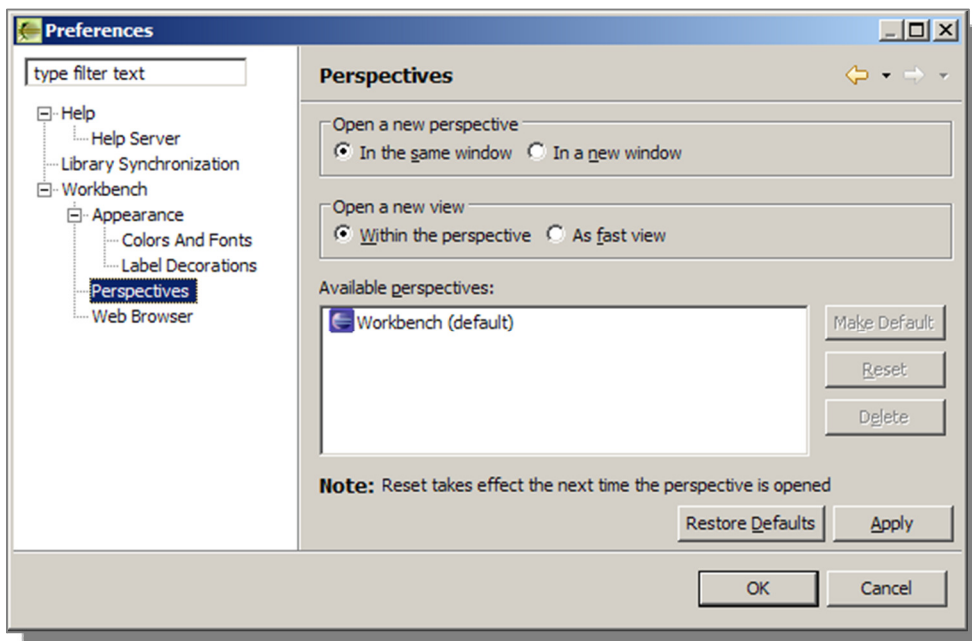 Preferences
type filter text
Help
Help Server
Library Synchronization
Workbench
Appearance
Colors And Fonts
Label Decorations
Perspectives
Web Browser
Perspectives
Open a new perspective
In the same window In a new window
Open a new view
Within the perspective As fast view
Available perspectives:
Workbench (default)
Make Default
Reset
Delete
Note: Reset takes effect the next time the perspective is opened
Restore Defaults Apply
OK Cancel